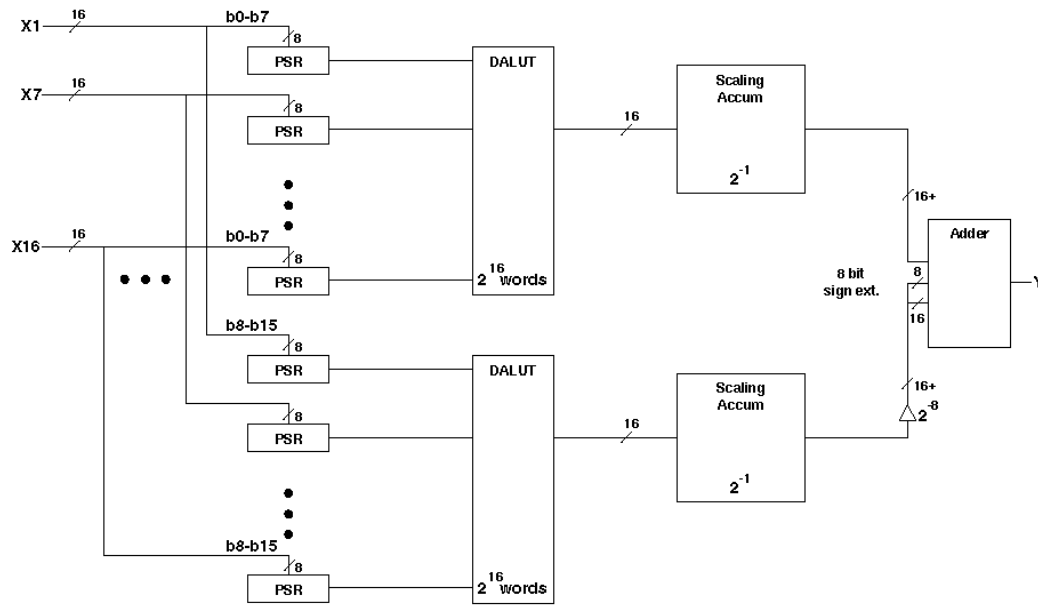 X1 16 b0-b7 8
PSR DALUT
Scaling
Accum
X7 16 8
PSR
16
2^-1
16+
X16 16 b0-b7 8
Adder
PSR 2^16 words
8 bit
sign ext.
8
Y
16
b8-b15 8
PSR DALUT
Scaling
Accum
16+
2^-8
8
PSR
16
2^-1
b8-b15 8
PSR 2^16 words